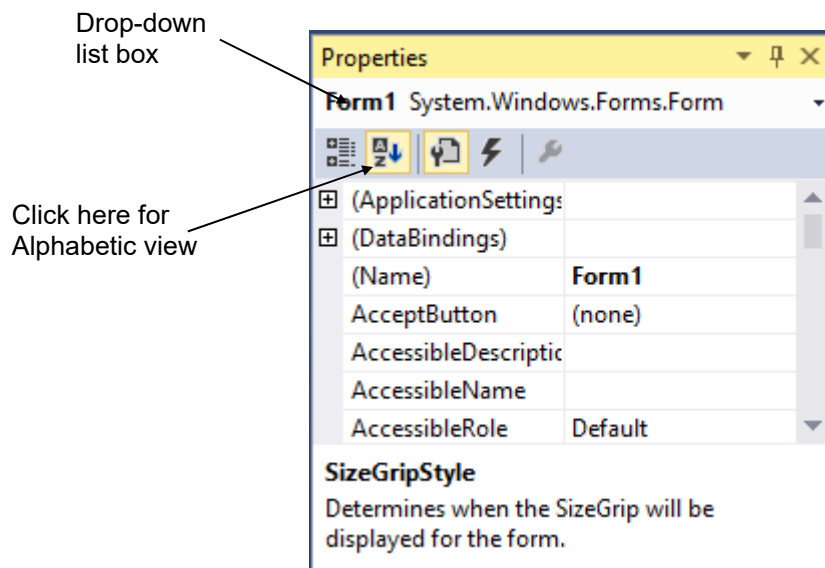 Drop-down
list box
Properties
Form1 System.Windows.Forms.Form
(ApplicationSettings
Click here for
Alphabetic view
(DataBindings)
(Name) Form1
AcceptButton (none)
AccessibleDescriptic
AccessibleName
AccessibleRole Default
SizeGripStyle
Determines when the SizeGrip will be
displayed for the form.